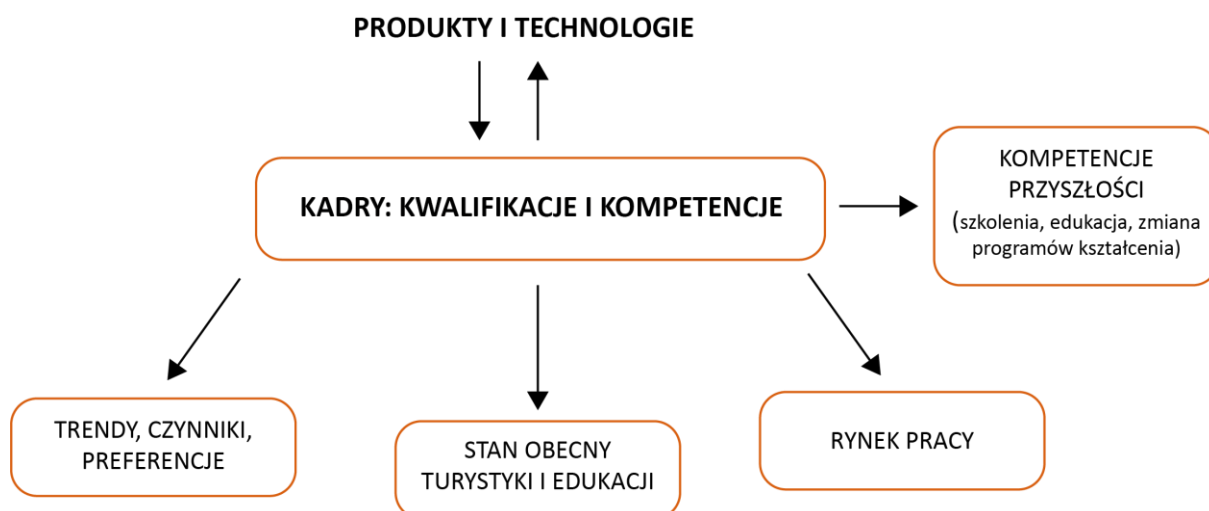 PRODUKTY I TECHNOLOGIE
KADRY: KWALIFIKACJE I KOMPETENCJE
KOMPETENCJE
PRZYSZŁOŚCI
(szkolenia, edukacja, zmiana
programów kształcenia)
TRENDY, CZYNNIKI,
PREFERENCJE
STAN OBECNY
TURYSTYKI I EDUKACJI
RYNEK PRACY